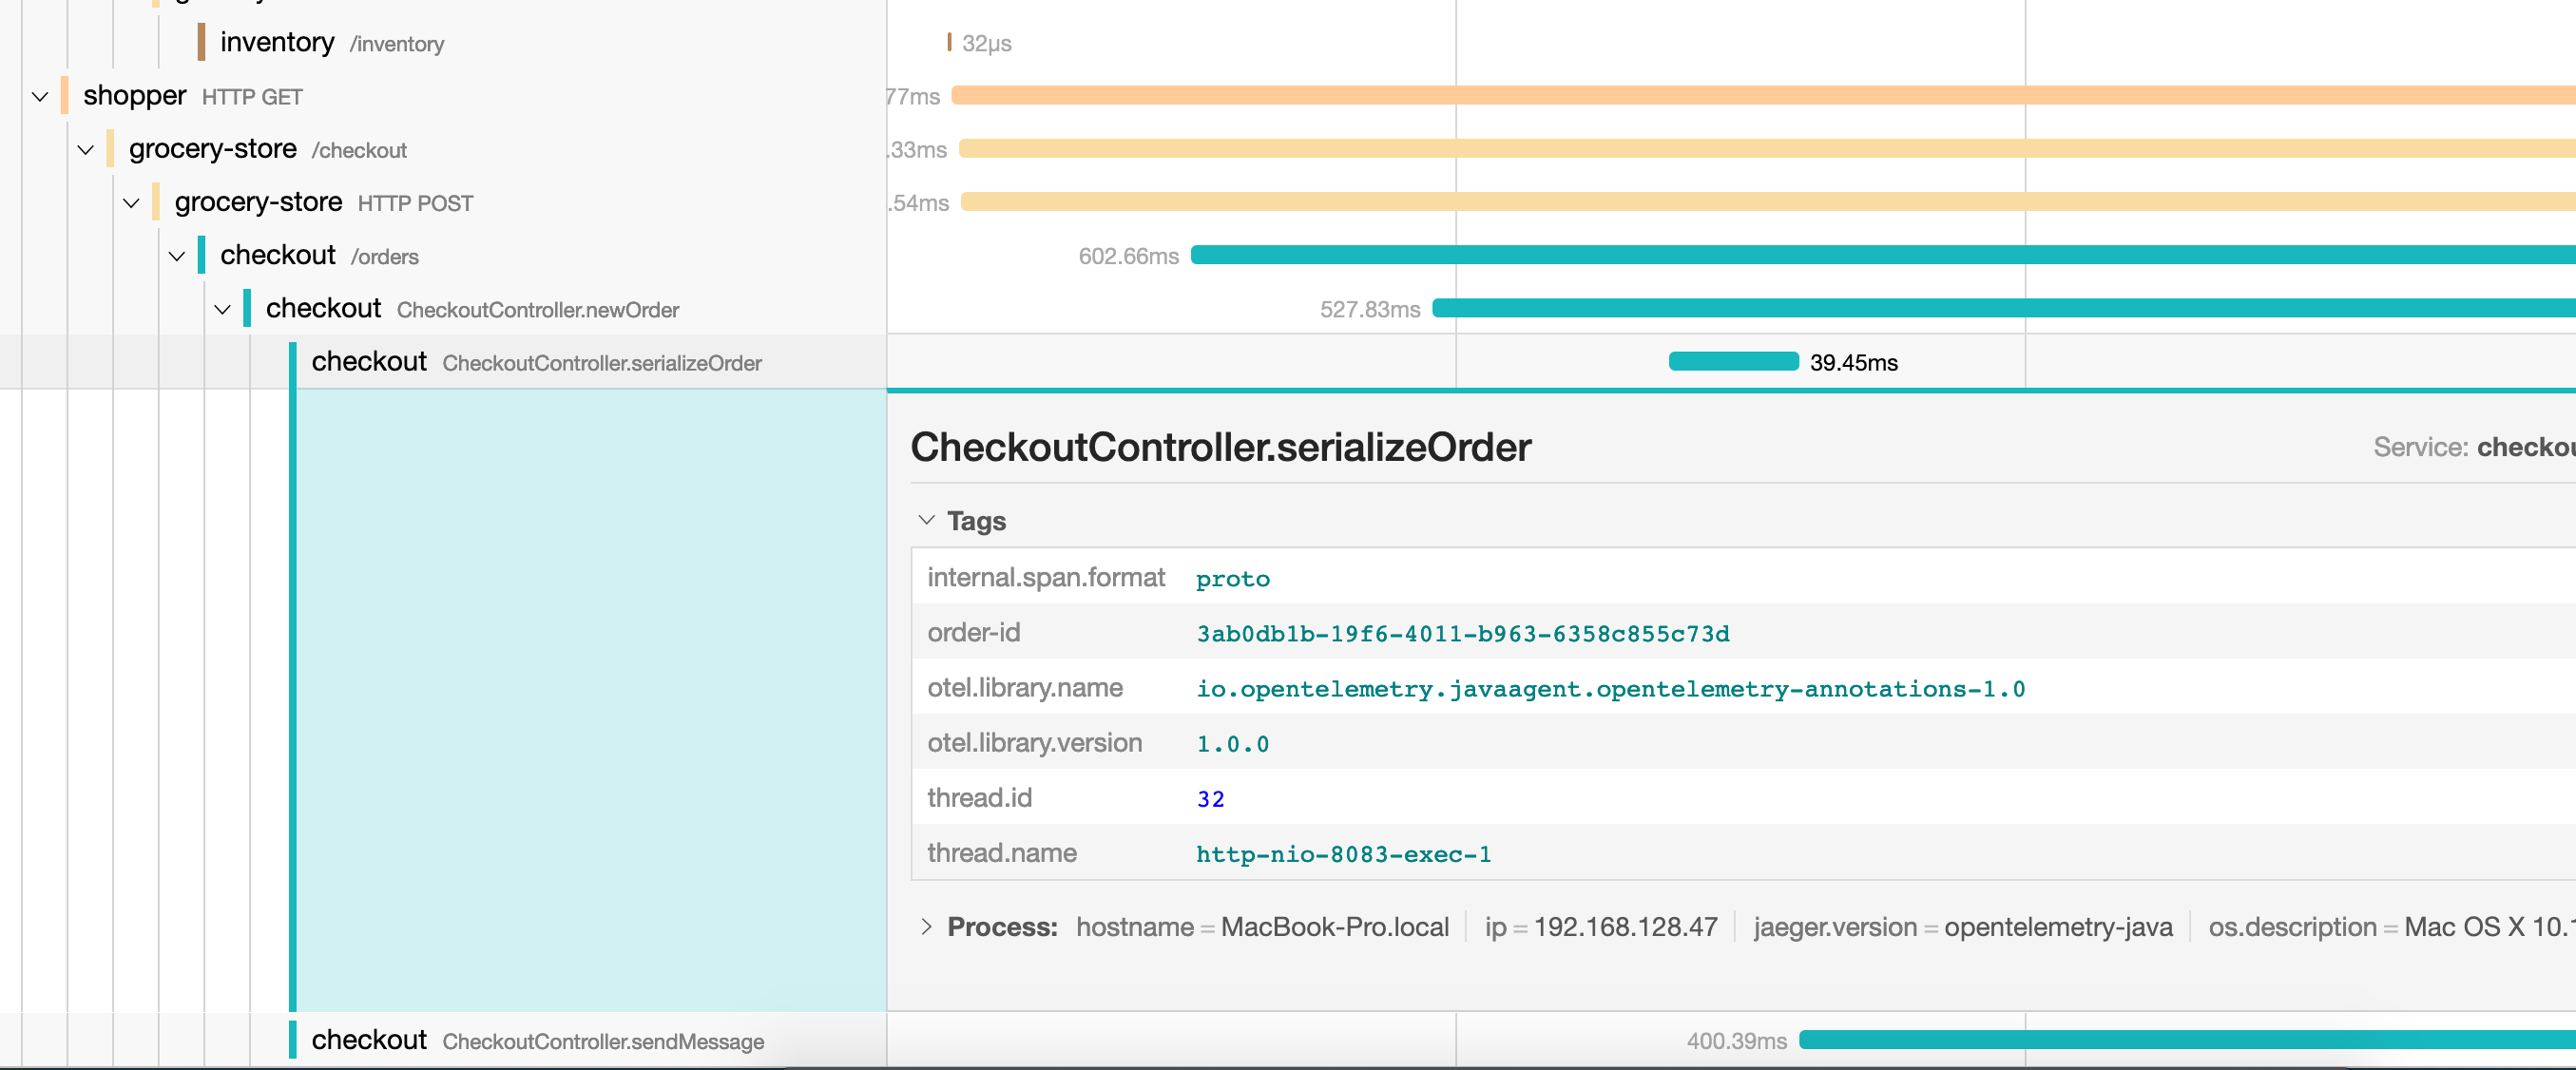 inventory /inventory 32μs
shopper HTTP GET 77ms
grocery-store /checkout .33ms
grocery-store HTTP POST .54ms
checkout /orders 602.66ms
checkout CheckoutController.newOrder 527.83ms
checkout CheckoutController.serializeOrder 39.45ms
CheckoutController.serializeOrder Service:
Tags
internal.span.format proto
order-id 3ab0db1b-19f6-4011-b963-6358c855c73d
otel.library.name io.opentelemetry.javaagent.opentelemetry-annotations-1.0
otel.library.version 1.0.0
thread.id 32
thread.name http-nio-8083-exec-1
Process: hostname = MacBook-Pro.local ip = 192.168.128.47 jaeger.version = opentelemetry-java os.description = Mac OS X 10.
checkout CheckoutController.sendMessage 400.39ms